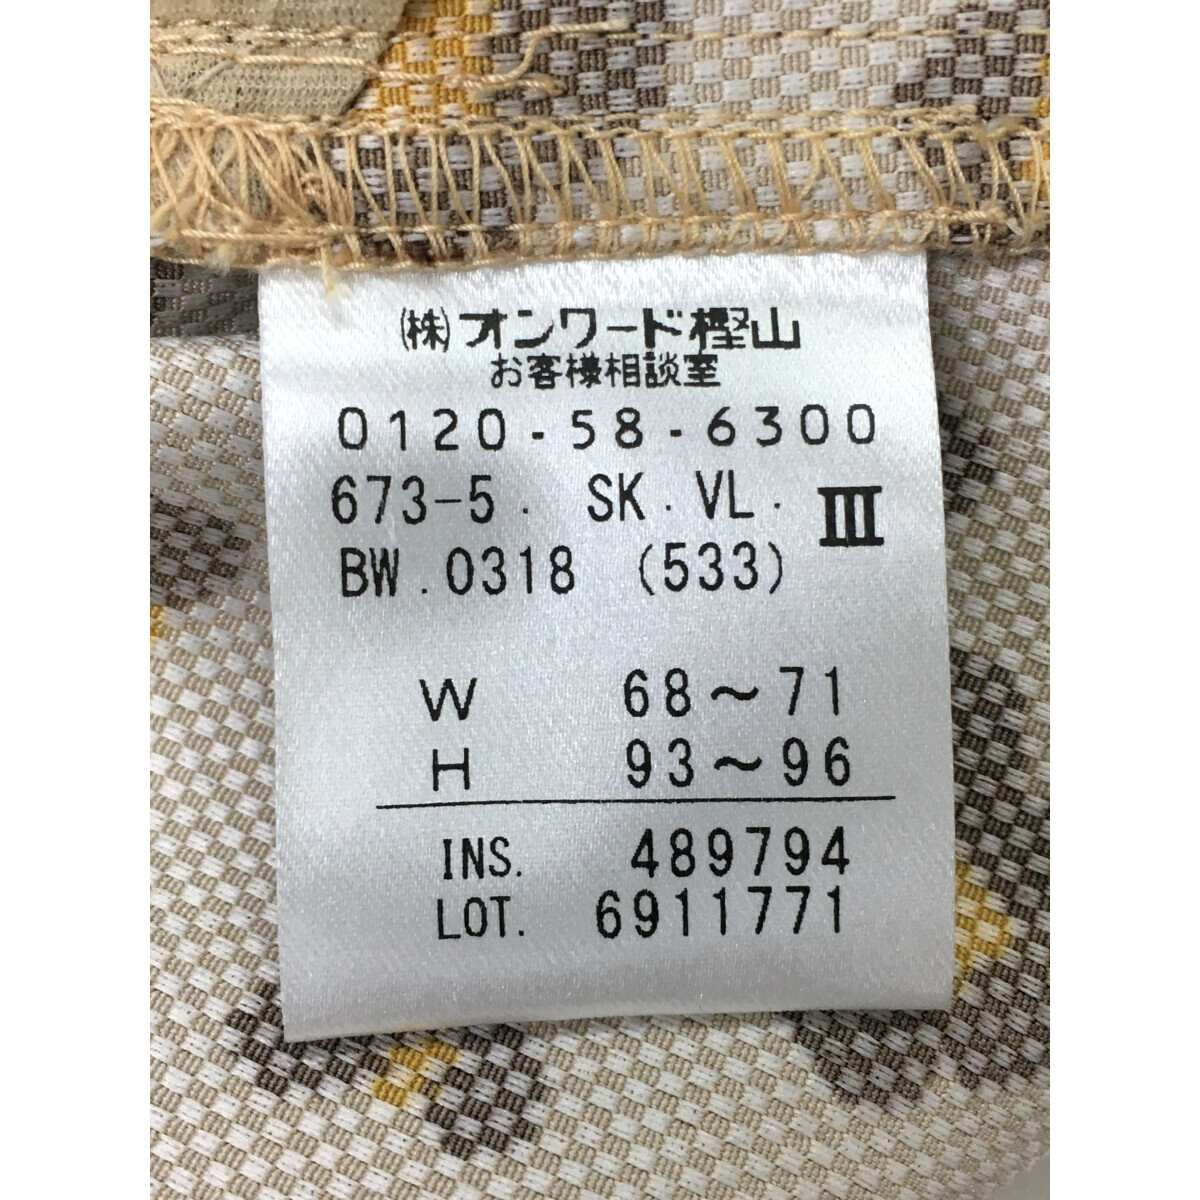 (株)オンワード樫山
お客様相談室
0120-58-6300
673-5. SK.VL. III
BW.0318 (533)
W 68~71
H 93~96
INS. 489794
LOT. 6911771